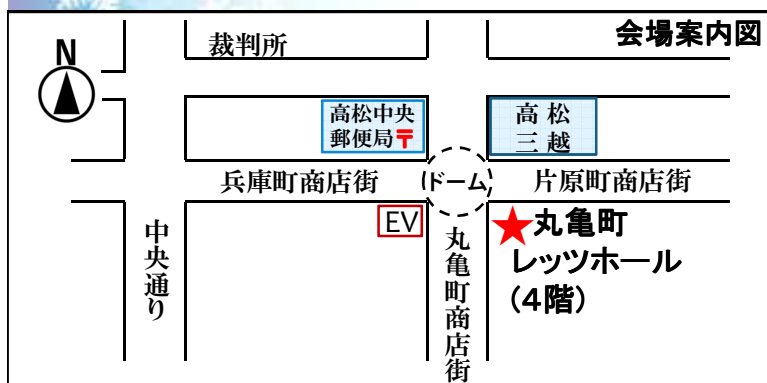 会場案内図
N
裁判所
高松中央
郵便局〒
高松
三越
兵庫町商店街
ドーム
片原町商店街
EV
★丸亀町
レッツホール
(4階)
中央通り
丸亀町商店街